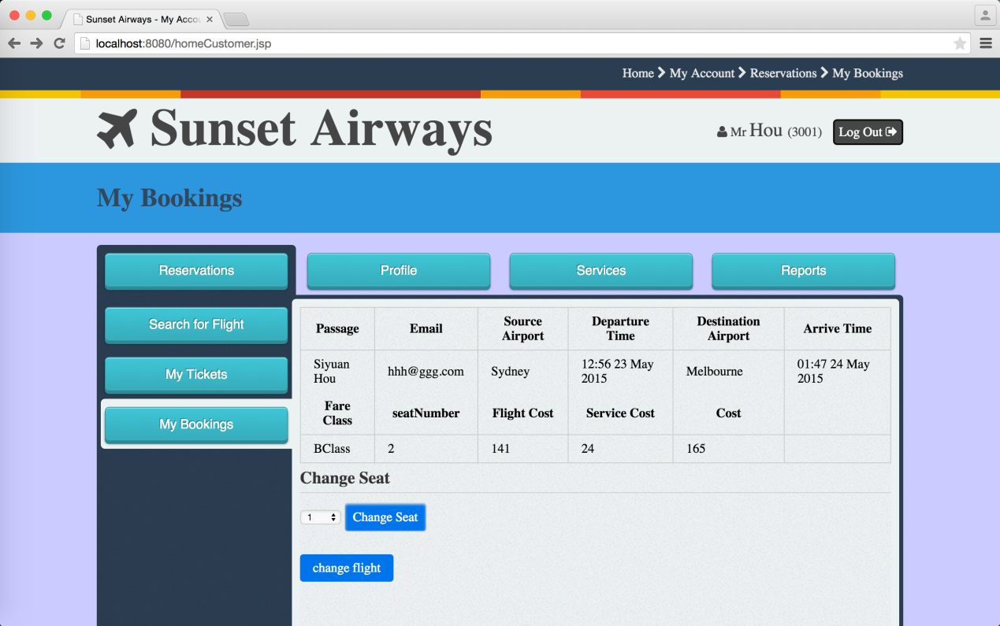 Sunset Airways - My Acco
localhost:8080/homeCustomer.jsp
Home My Account Reservations My Bookings
Sunset Airways
Mr Hou (3001) Log Out
My Bookings
Reservations Profile Services Reports
Search for Flight
My Tickets
My Bookings
Passage Email Source Airport Departure Time Destination Airport Arrive Time
Siyuan Hou hhh@ggg.com Sydney 12:56 23 May 2015 Melbourne 01:47 24 May 2015
Fare Class seatNumber Flight Cost Service Cost Cost
BClass 2 141 24 165
Change Seat
1 Change Seat
change flight